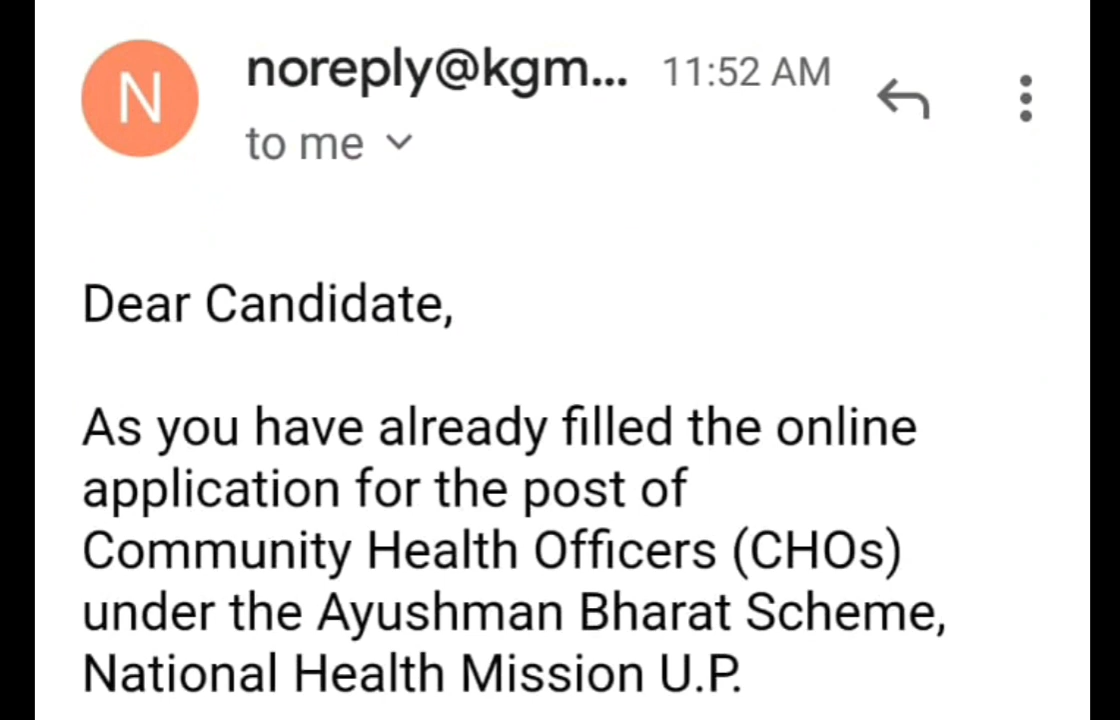 N
noreply@kgm... 11:52 AM
to me
Dear Candidate,
As you have already filled the online
application for the post of
Community Health Officers (CHOs)
under the Ayushman Bharat Scheme,
National Health Mission U.P.